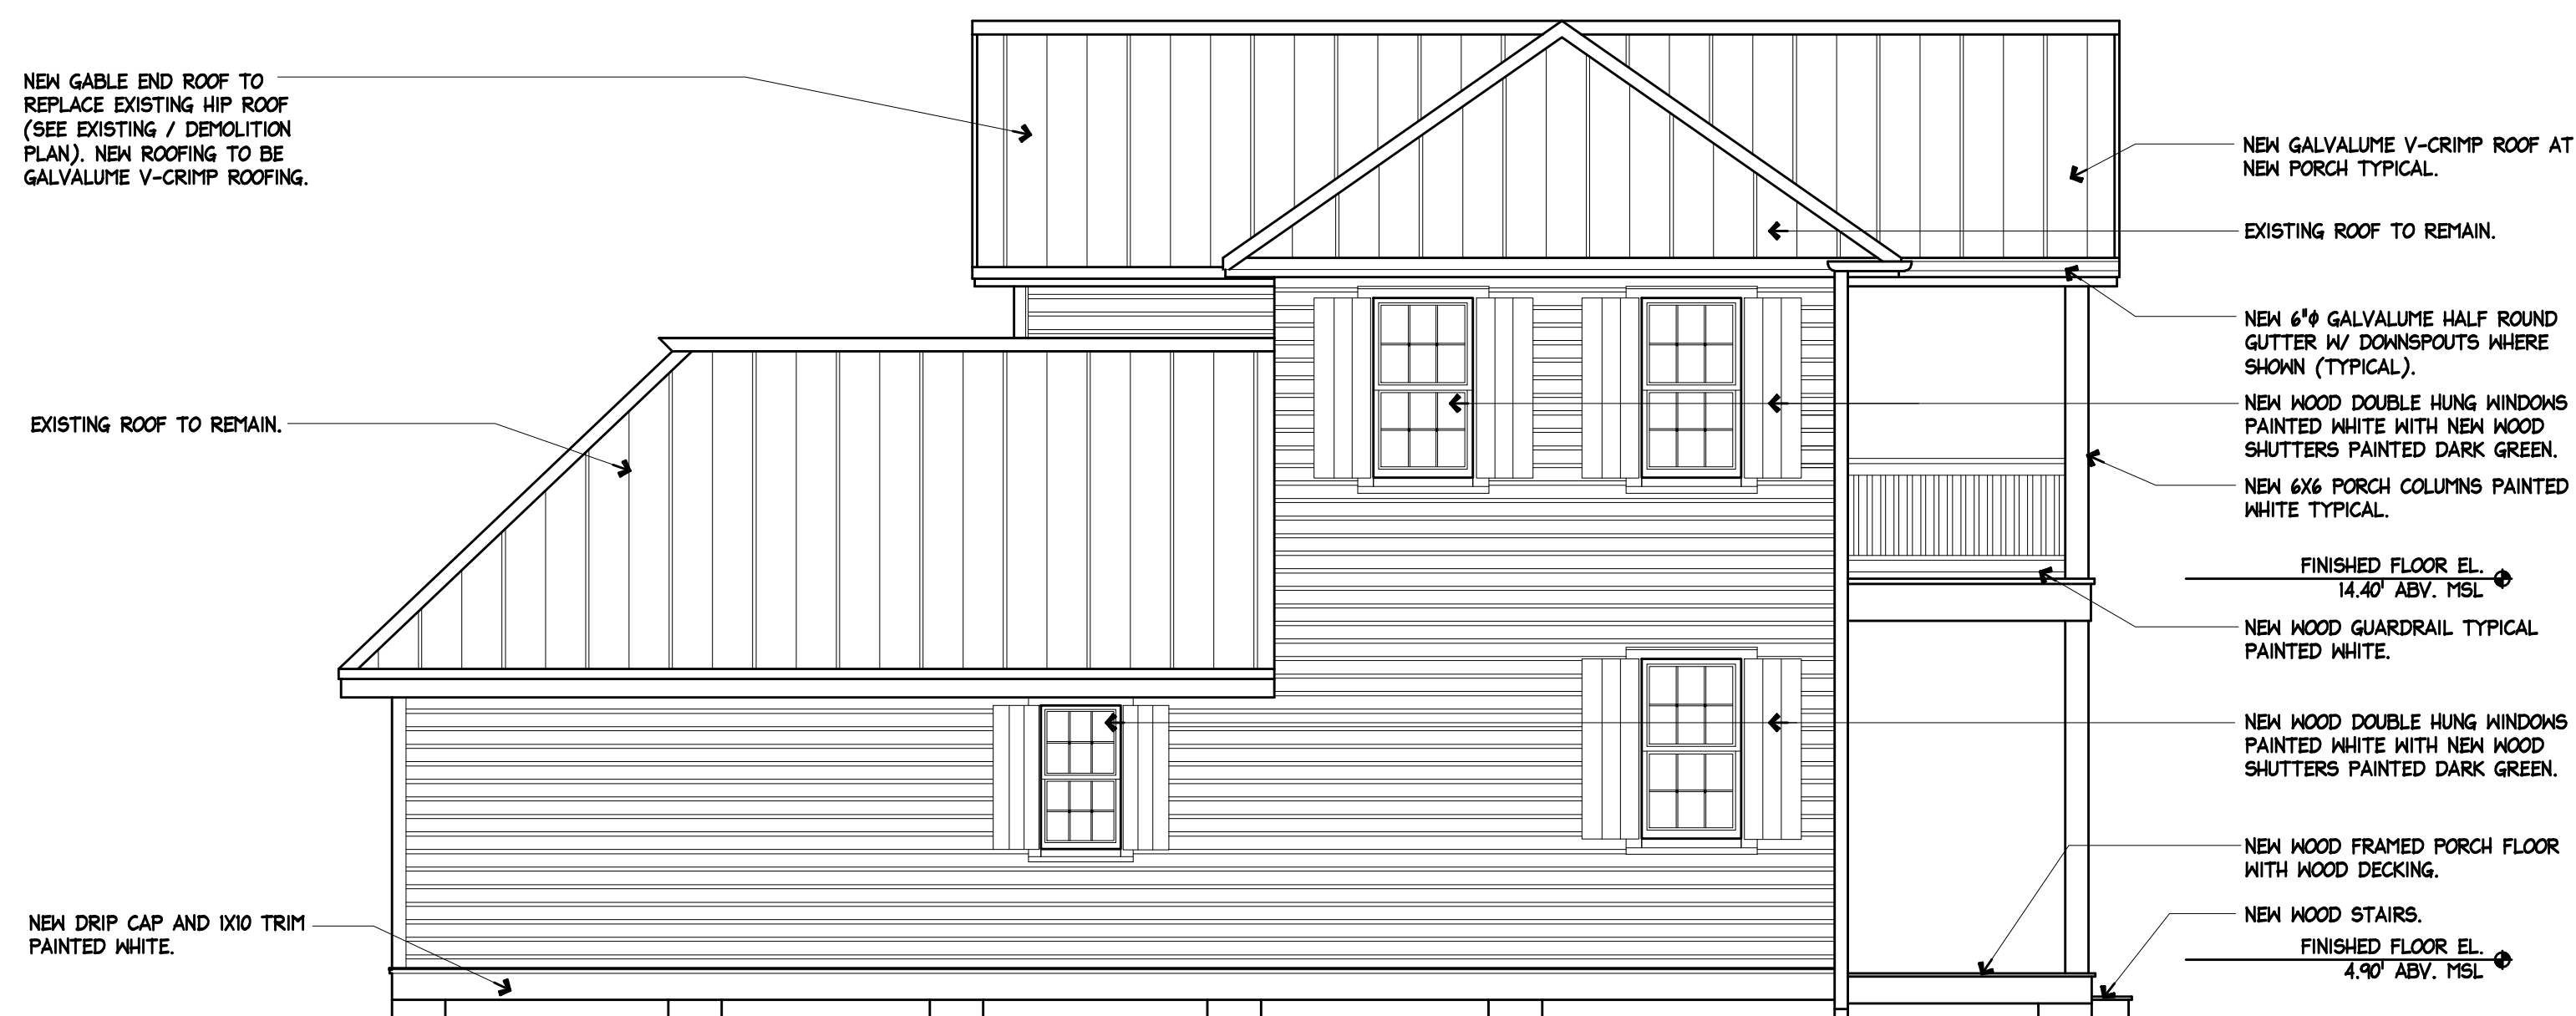 NEW GABLE END ROOF TO
REPLACE EXISTING HIP ROOF
(SEE EXISTING / DEMOLITION
PLAN). NEW ROOFING TO BE
GALVALUME V-CRIMP ROOFING.
EXISTING ROOF TO REMAIN.
NEW DRIP CAP AND 1X10 TRIM
PAINTED WHITE.
NEW GALVALUME V-CRIMP ROOF AT
NEW PORCH TYPICAL.
EXISTING ROOF TO REMAIN.
NEW 6"φ GALVALUME HALF ROUND
GUTTER W/ DOWNSPOUTS WHERE
SHOWN (TYPICAL).
NEW WOOD DOUBLE HUNG WINDOWS
PAINTED WHITE WITH NEW WOOD
SHUTTERS PAINTED DARK GREEN.
NEW 6X6 PORCH COLUMNS PAINTED
WHITE TYPICAL.
FINISHED FLOOR EL.
14.40' ABV. MSL
NEW WOOD GUARDRAIL TYPICAL
PAINTED WHITE.
NEW WOOD DOUBLE HUNG WINDOWS
PAINTED WHITE WITH NEW WOOD
SHUTTERS PAINTED DARK GREEN.
NEW WOOD FRAMED PORCH FLOOR
WITH WOOD DECKING.
NEW WOOD STAIRS.
FINISHED FLOOR EL.
4.90' ABV. MSL